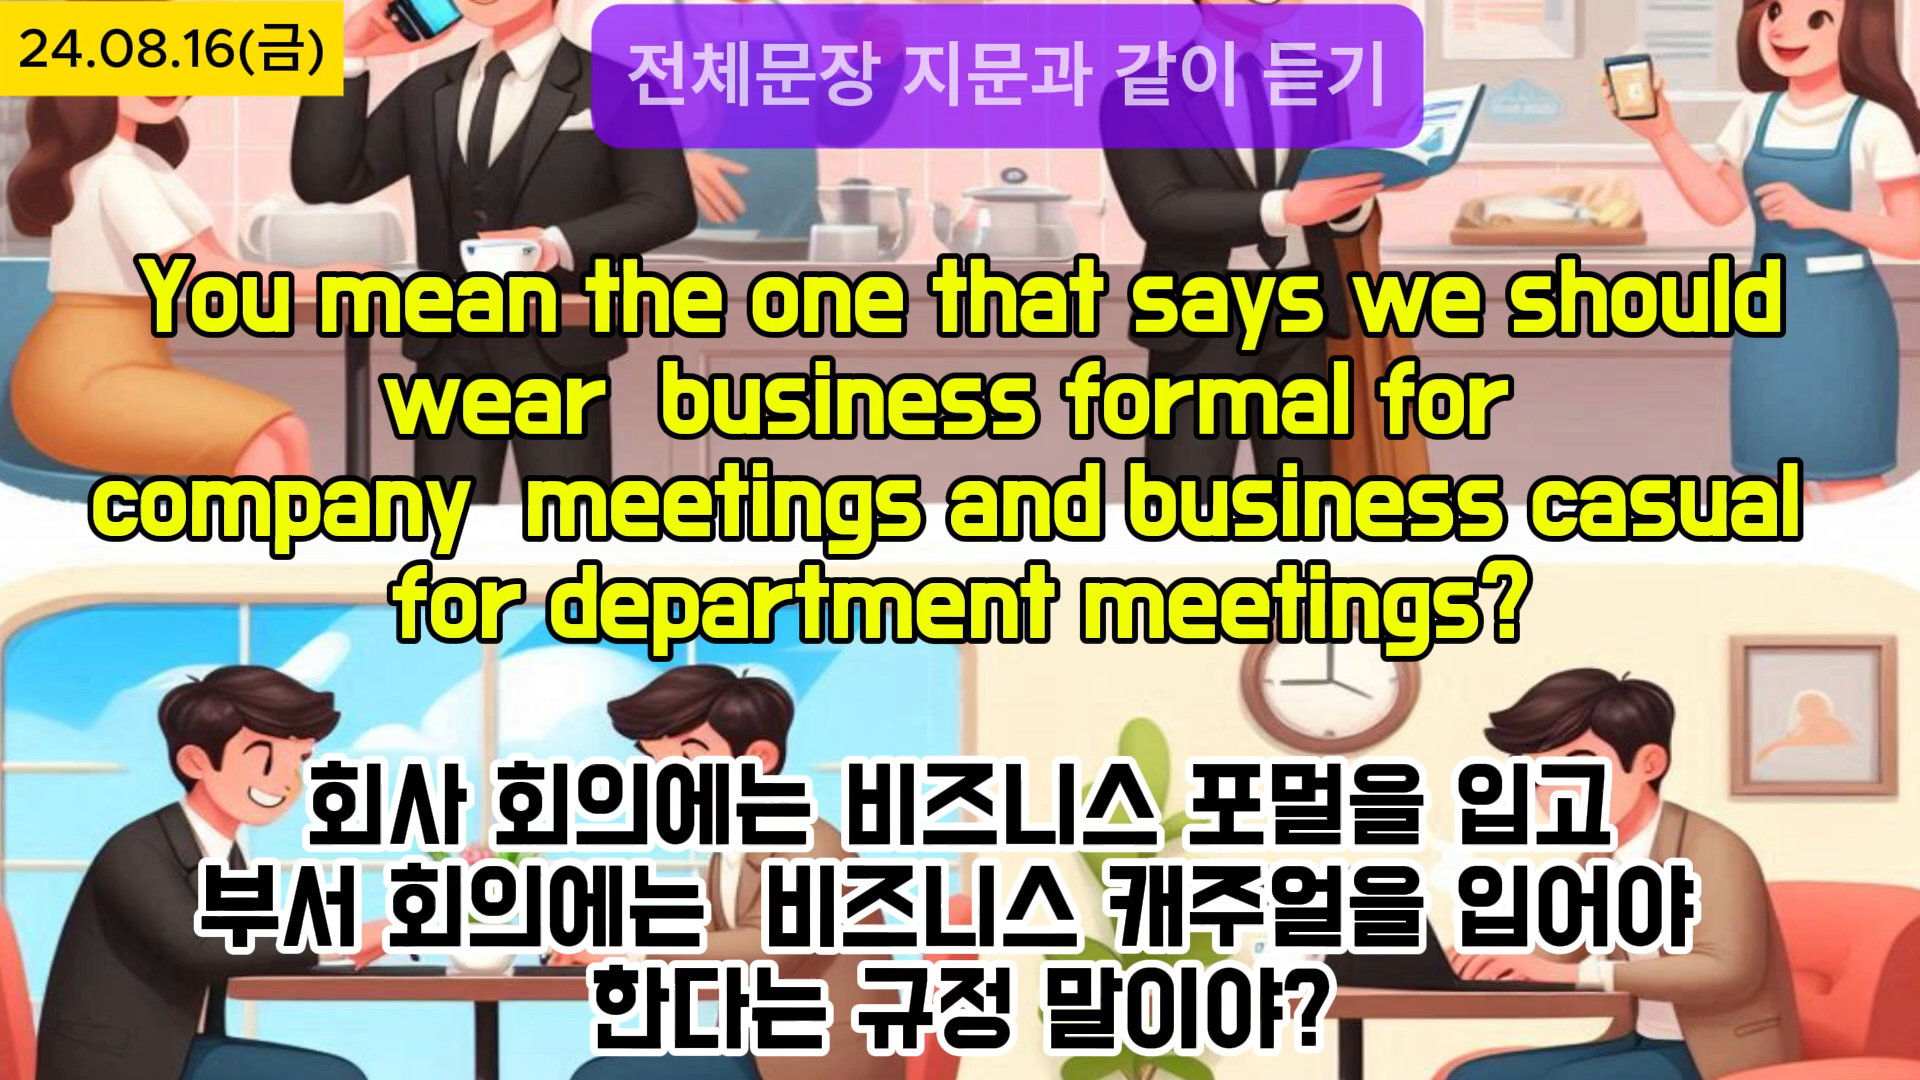 24.08.16(금)
전체문장 지문과 같이 듣기
You mean the one that says we should
wear  business formal for
company  meetings and business casual
for department meetings?
회사 회의에는 비즈니스 포멀을 입고
부서 회의에는  비즈니스 캐주얼을 입어야
한다는 규정 말이야?